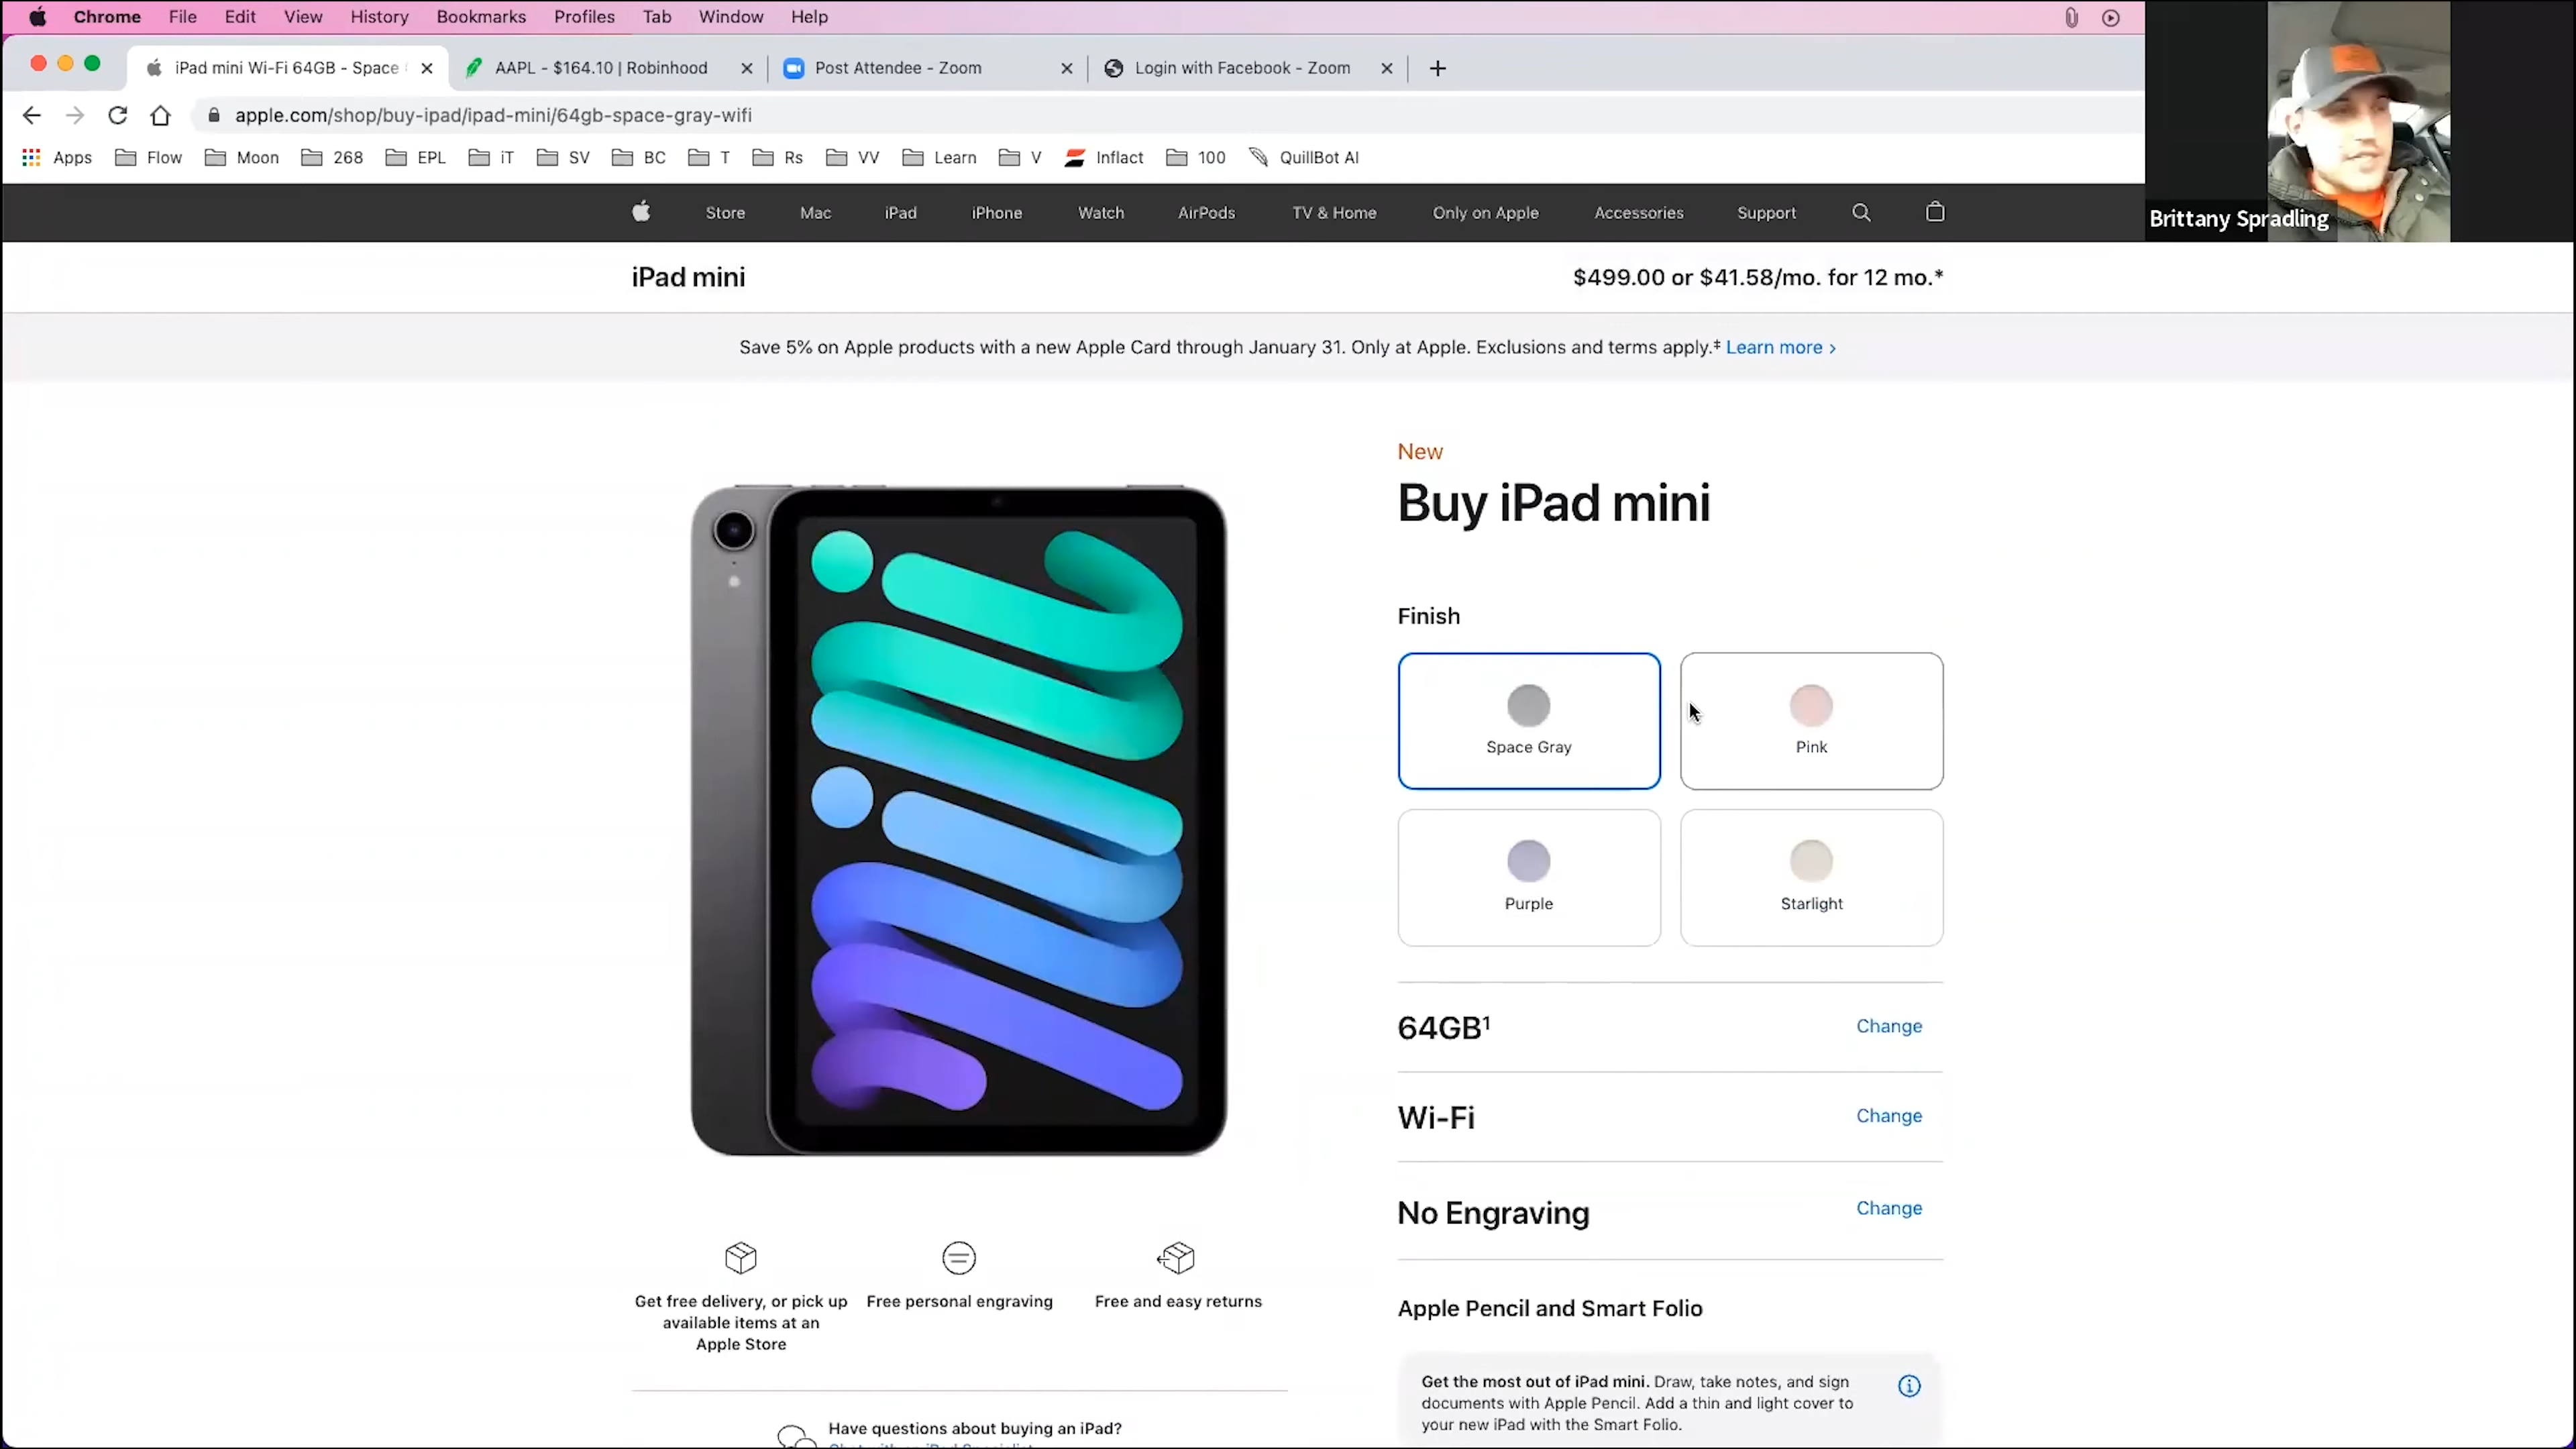 Chrome File Edit View History Bookmarks Profiles Tab Window Help
iPad mini Wi-Fi 64GB - Space AAPL - $164.10 | Robinhood Post Attendee - Zoom Login with Facebook - Zoom
apple.com/shop/buy-ipad/ipad-mini/64gb-space-gray-wifi
Apps Flow Moon 268 EPL iT SV BC T Rs VV Learn V Inflact 100 QuillBot AI
Brittany Spradling
Store Mac iPad iPhone Watch AirPods TV & Home Only on Apple Accessories Support
iPad mini $499.00 or $41.58/mo. for 12 mo.*
Save 5% on Apple products with a new Apple Card through January 31. Only at Apple. Exclusions and terms apply.‡ Learn more >
New
Buy iPad mini
Finish
Space Gray Pink
Purple Starlight
64GB¹ Change
Wi-Fi Change
No Engraving Change
Get free delivery, or pick up
available items at an
Apple Store
Free personal engraving
Free and easy returns
Have questions about buying an iPad?
Apple Pencil and Smart Folio
Get the most out of iPad mini. Draw, take notes, and sign
documents with Apple Pencil. Add a thin and light cover to
your new iPad with the Smart Folio.